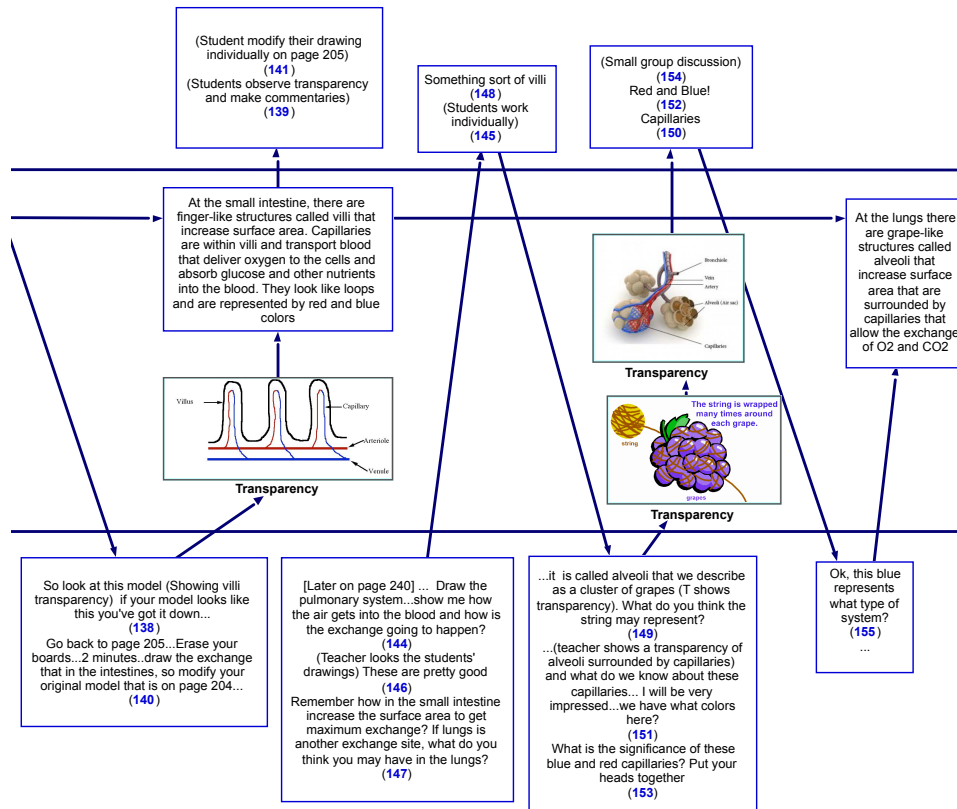 (Student modify their drawing
individually on page 205)
(141)
(Students observe transparency
and make commentaries)
(139)
Something sort of villi
(148)
(Students work
individually)
(145)
(Small group discussion)
(154)
Red and Blue!
(152)
Capillaries
(150)
At the small intestine, there are
finger-like structures called villi that
increase surface area. Capillaries
are within villi and transport blood
that deliver oxygen to the cells and
absorb glucose and other nutrients
into the blood. They look like loops
and are represented by red and blue
colors
Bronchiole
Vein
Artery
Alveoli (Air sac)
Capillaries
Transparency
At the lungs there
are grape-like
structures called
alveoli that
increase surface
area that are
surrounded by
capillaries that
allow the exchange
of O2 and CO2
Villus
Capillary
Arteriole
Venule
Transparency
The string is wrapped
many times around
each grape.
string
grapes
Transparency
So look at this model (Showing villi
transparency) if your model looks like
this you've got it down...
(138)
Go back to page 205...Erase your
boards...2 minutes..draw the exchange
that in the intestines, so modify your
original model that is on page 204...
(140)
[Later on page 240] ... Draw the
pulmonary system...show me how
the air gets into the blood and how is
the exchange going to happen?
(144)
(Teacher looks the students'
drawings) These are pretty good
(146)
Remember how in the small intestine
increase the surface area to get
maximum exchange? If lungs is
another exchange site, what do you
think you may have in the lungs?
(147)
...it is called alveoli that we describe
as a cluster of grapes (T shows
transparency). What do you think the
string may represent?
(149)
...(teacher shows a transparency of
alveoli surrounded by capillaries)
and what do we know about these
capillaries... I will be very
impressed...we have what colors
here?
(151)
What is the significance of these
blue and red capillaries? Put your
heads together
(153)
Ok, this blue
represents
what type of
system?
(155)
...